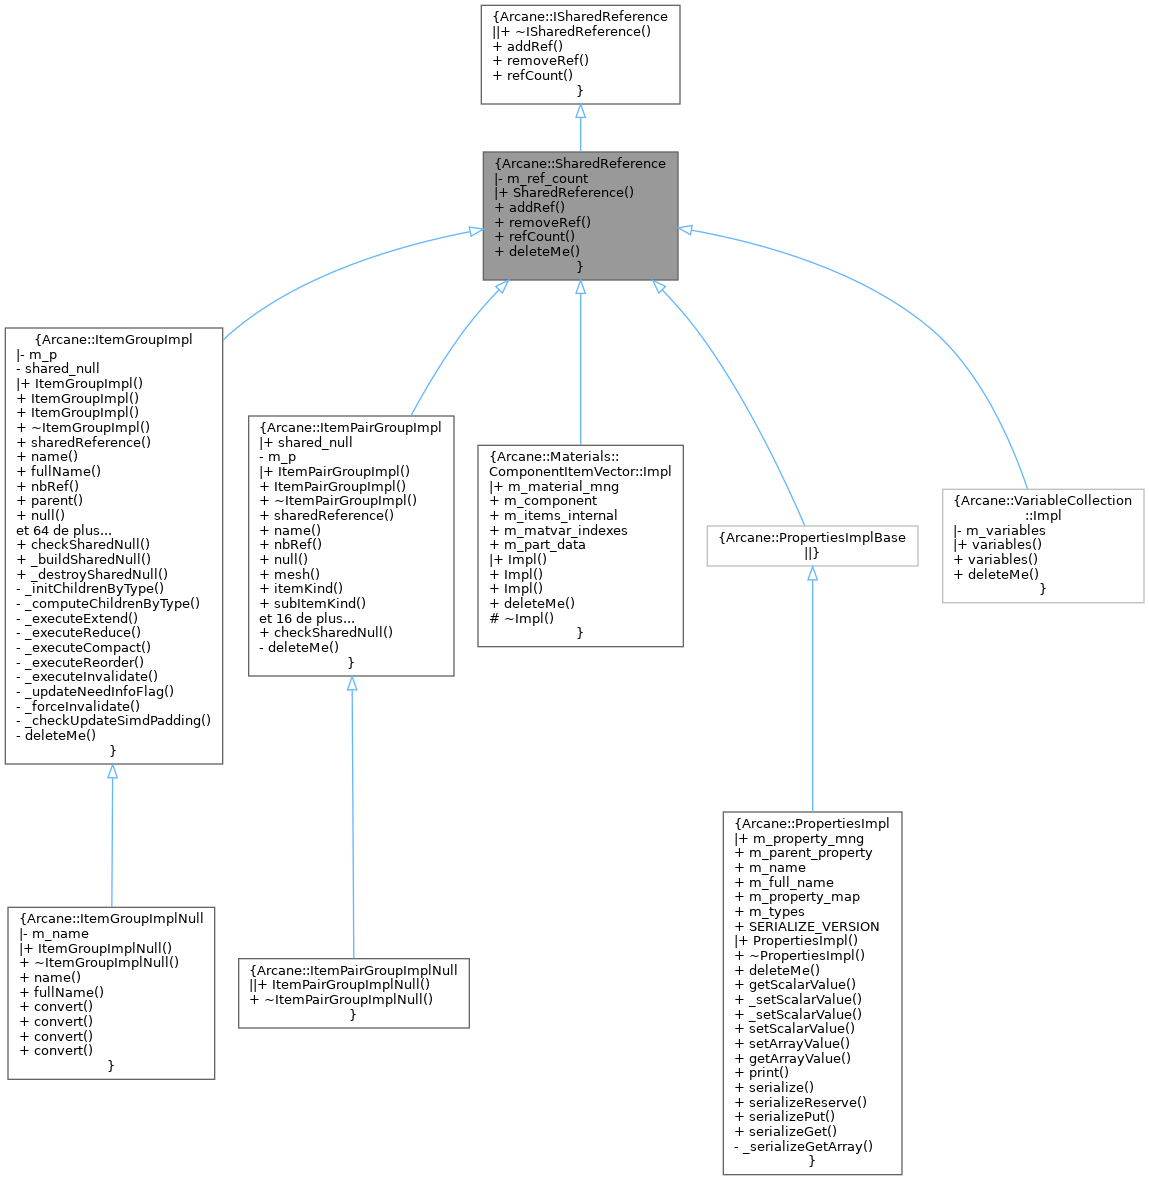 {Arcane::ISharedReference
||+ ~ISharedReference()
+ addRef()
+ removeRef()
+ refCount()
}
{Arcane::SharedReference
|- m_ref_count
|+ SharedReference()
+ addRef()
+ removeRef()
+ refCount()
+ deleteMe()
}
{Arcane::ItemGroupImpl
|- m_p
- shared_null
|+ ItemGroupImpl()
+ ItemGroupImpl()
+ ItemGroupImpl()
+ ~ItemGroupImpl()
+ sharedReference()
+ name()
+ fullName()
+ nbRef()
+ parent()
+ null()
et 64 de plus...
+ checkSharedNull()
+ _buildSharedNull()
+ _destroySharedNull()
- _initChildrenByType()
- _computeChildrenByType()
- _executeExtend()
- _executeReduce()
- _executeCompact()
- _executeReorder()
- _executeInvalidate()
- _updateNeedInfoFlag()
- _forceInvalidate()
- _checkUpdateSimdPadding()
- deleteMe()
}
{Arcane::ItemPairGroupImpl
|+ shared_null
- m_p
|+ ItemPairGroupImpl()
+ ItemPairGroupImpl()
+ ~ItemPairGroupImpl()
+ sharedReference()
+ name()
+ nbRef()
+ null()
+ mesh()
+ itemKind()
+ subItemKind()
et 16 de plus...
+ checkSharedNull()
- deleteMe()
}
{Arcane::Materials::
ComponentItemVector::Impl
|+ m_material_mng
+ m_component
+ m_items_internal
+ m_matvar_indexes
+ m_part_data
|+ Impl()
+ Impl()
+ Impl()
+ deleteMe()
# ~Impl()
}
{Arcane::PropertiesImplBase
||}
{Arcane::VariableCollection
::Impl
|- m_variables
|+ variables()
+ variables()
+ deleteMe()
}
{Arcane::ItemGroupImplNull
|- m_name
|+ ItemGroupImplNull()
+ ~ItemGroupImplNull()
+ name()
+ fullName()
+ convert()
+ convert()
+ convert()
+ convert()
}
{Arcane::ItemPairGroupImplNull
||+ ItemPairGroupImplNull()
+ ~ItemPairGroupImplNull()
}
{Arcane::PropertiesImpl
|+ m_property_mng
+ m_parent_property
+ m_name
+ m_full_name
+ m_property_map
+ m_types
+ SERIALIZE_VERSION
|+ PropertiesImpl()
+ ~PropertiesImpl()
+ deleteMe()
+ getScalarValue()
+ _setScalarValue()
+ _setScalarValue()
+ setScalarValue()
+ setArrayValue()
+ getArrayValue()
+ print()
+ serialize()
+ serializeReserve()
+ serializePut()
+ serializeGet()
- _serializeGetArray()
}